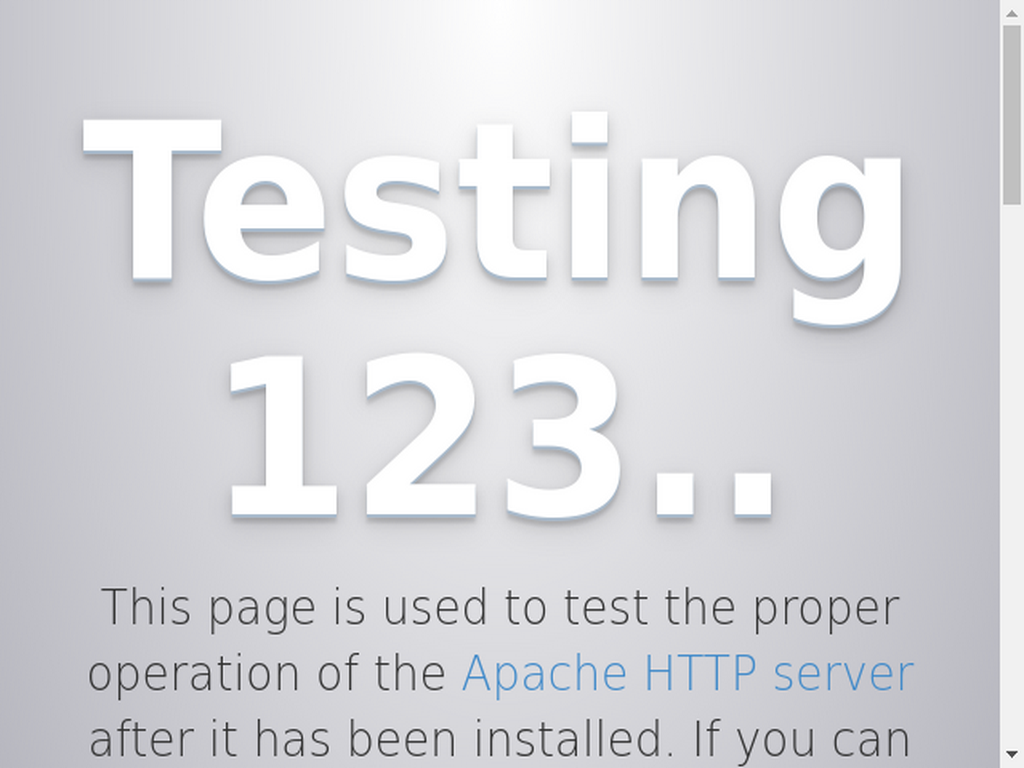 Testing
123..
This page is used to test the proper
operation of the Apache HTTP server
after it has been installed. If you can